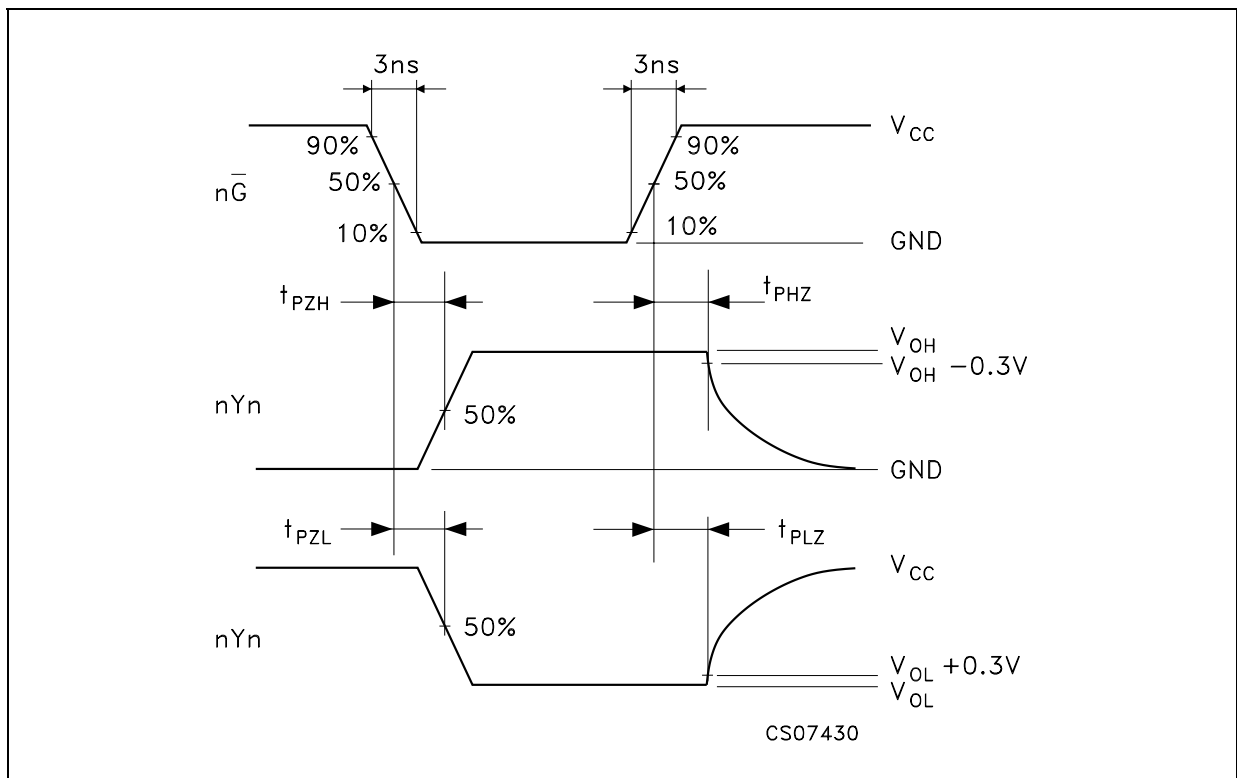 3ns 3ns
V_CC
90% 90%
nG̅ 50% 50%
10% 10%
GND
t_PZH t_PHZ
V_OH
V_OH −0.3V
nYn 50%
GND
t_PZL t_PLZ
V_CC
nYn 50%
V_OL +0.3V
V_OL
CS07430